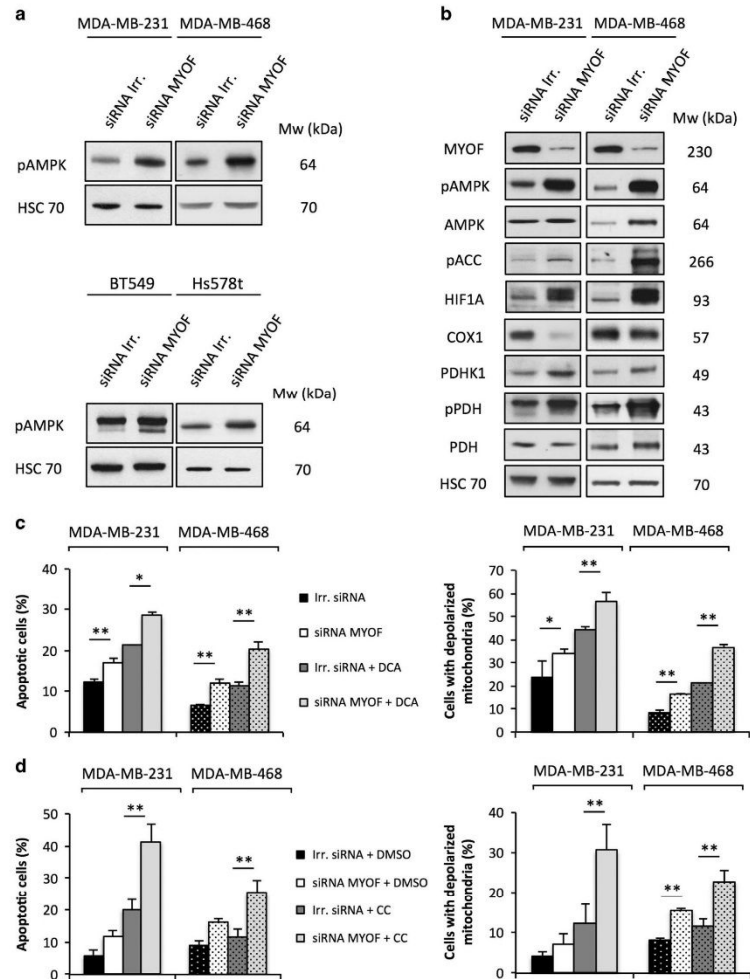 a
MDA-MB-231 MDA-MB-468
siRNA Irr. siRNA MYOF siRNA Irr. siRNA MYOF
Mw (kDa)
pAMPK 64
HSC 70 70
BT549 Hs578t
siRNA Irr. siRNA MYOF siRNA Irr. siRNA MYOF
Mw (kDa)
pAMPK 64
HSC 70 70
b
MDA-MB-231 MDA-MB-468
siRNA Irr. siRNA MYOF siRNA Irr. siRNA MYOF
Mw (kDa)
MYOF 230
pAMPK 64
AMPK 64
pACC 266
HIF1A 93
COX1 57
PDHK1 49
pPDH 43
PDH 43
HSC 70 70
c
MDA-MB-231 MDA-MB-468
Apoptotic cells (%)
40
30
20
10
0
** * ** **
Irr. siRNA
siRNA MYOF
Irr. siRNA + DCA
siRNA MYOF + DCA
MDA-MB-231 MDA-MB-468
Cells with depolarized
mitochondria (%)
70
60
50
40
30
20
10
0
* ** ** **
d
MDA-MB-231 MDA-MB-468
Apoptotic cells (%)
50
40
30
20
10
0
** **
Irr. siRNA + DMSO
siRNA MYOF + DMSO
Irr. siRNA + CC
siRNA MYOF + CC
MDA-MB-231 MDA-MB-468
Cells with depolarized
mitochondria (%)
40
30
20
10
0
** ** **